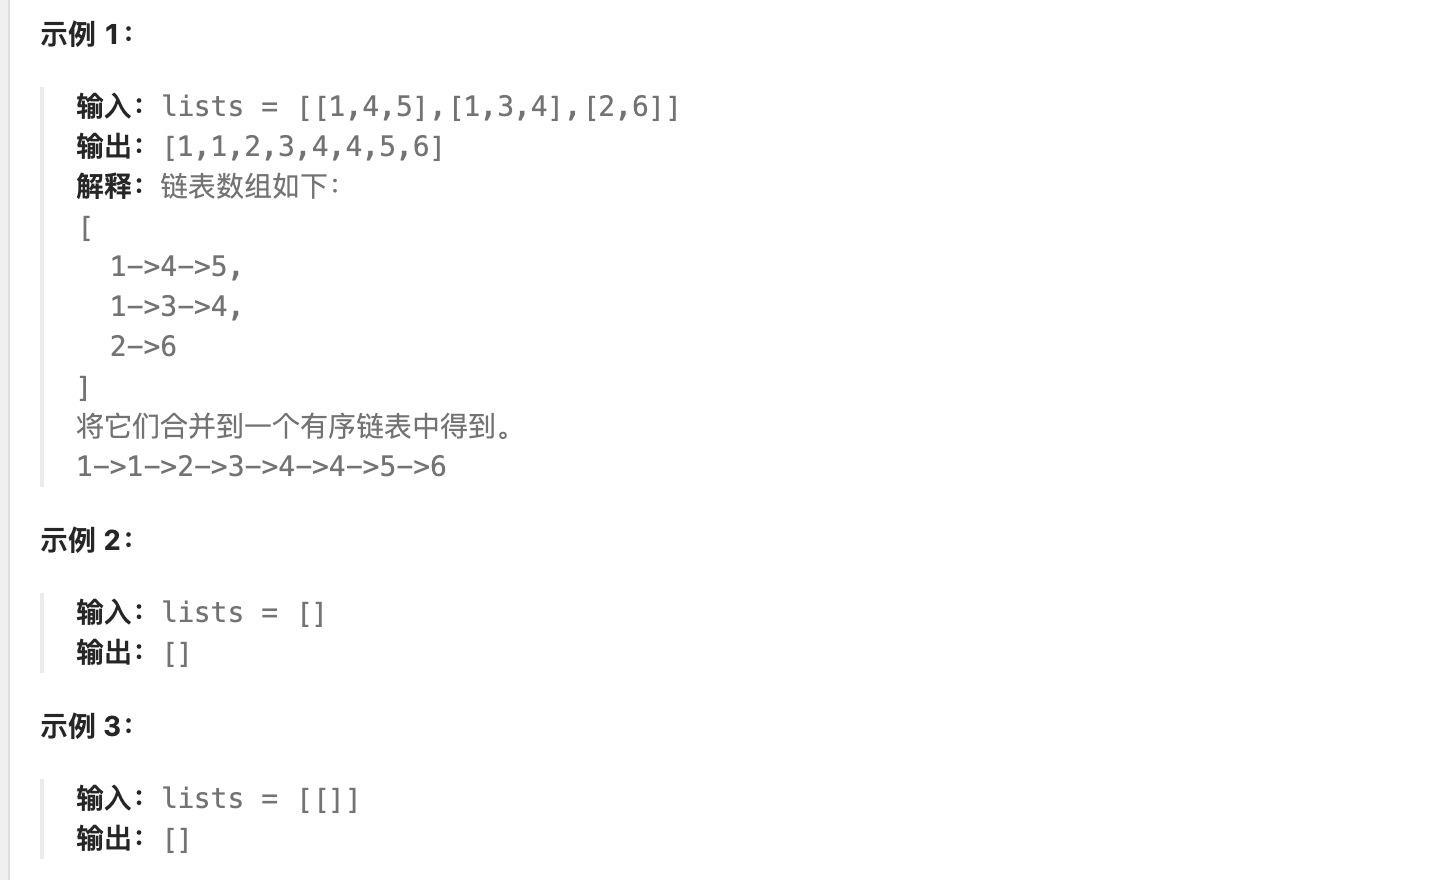 示例 1：
输入：lists = [[1,4,5],[1,3,4],[2,6]]
输出：[1,1,2,3,4,4,5,6]
解释：链表数组如下：
[
  1->4->5,
  1->3->4,
  2->6
]
将它们合并到一个有序链表中得到。
1->1->2->3->4->4->5->6
示例 2：
输入：lists = []
输出：[]
示例 3：
输入：lists = [[]]
输出：[]